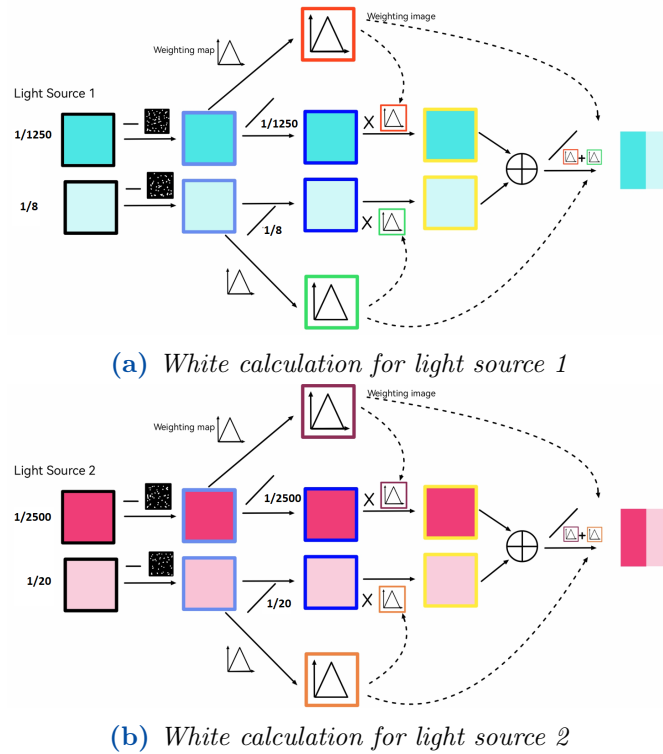 Weighting image
Weighting map
Light Source 1
1/1250
1/1250
X
1/8
1/8
X
+
(a) White calculation for light source 1
Weighting image
Weighting map
Light Source 2
1/2500
1/2500
X
1/20
1/20
X
+
(b) White calculation for light source 2